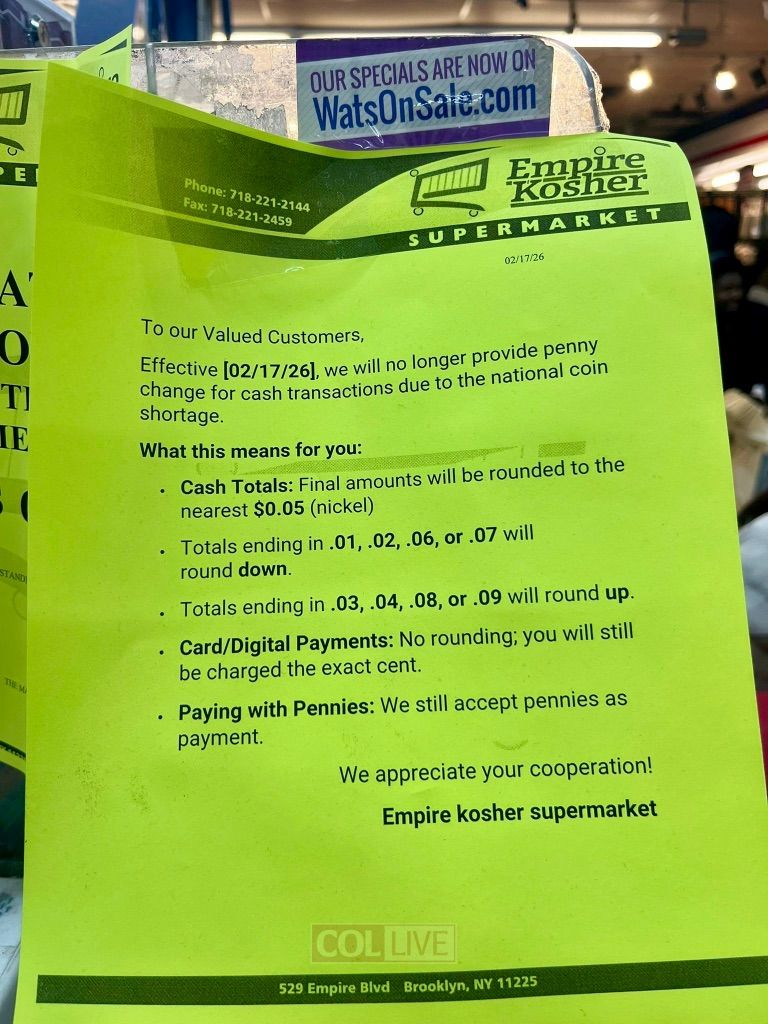 OUR SPECIALS ARE NOW ON
WatsOnSale.com
Phone: 718-221-2144
Fax: 718-221-2459
Empire
Kosher
SUPERMARKET
02/17/26
To our Valued Customers,
Effective [02/17/26], we will no longer provide penny
change for cash transactions due to the national coin
shortage.
What this means for you:
• Cash Totals: Final amounts will be rounded to the
nearest $0.05 (nickel)
• Totals ending in .01, .02, .06, or .07 will
round down.
• Totals ending in .03, .04, .08, or .09 will round up.
• Card/Digital Payments: No rounding; you will still
be charged the exact cent.
• Paying with Pennies: We still accept pennies as
payment.
We appreciate your cooperation!
Empire kosher supermarket
COLLIVE
529 Empire Blvd Brooklyn, NY 11225